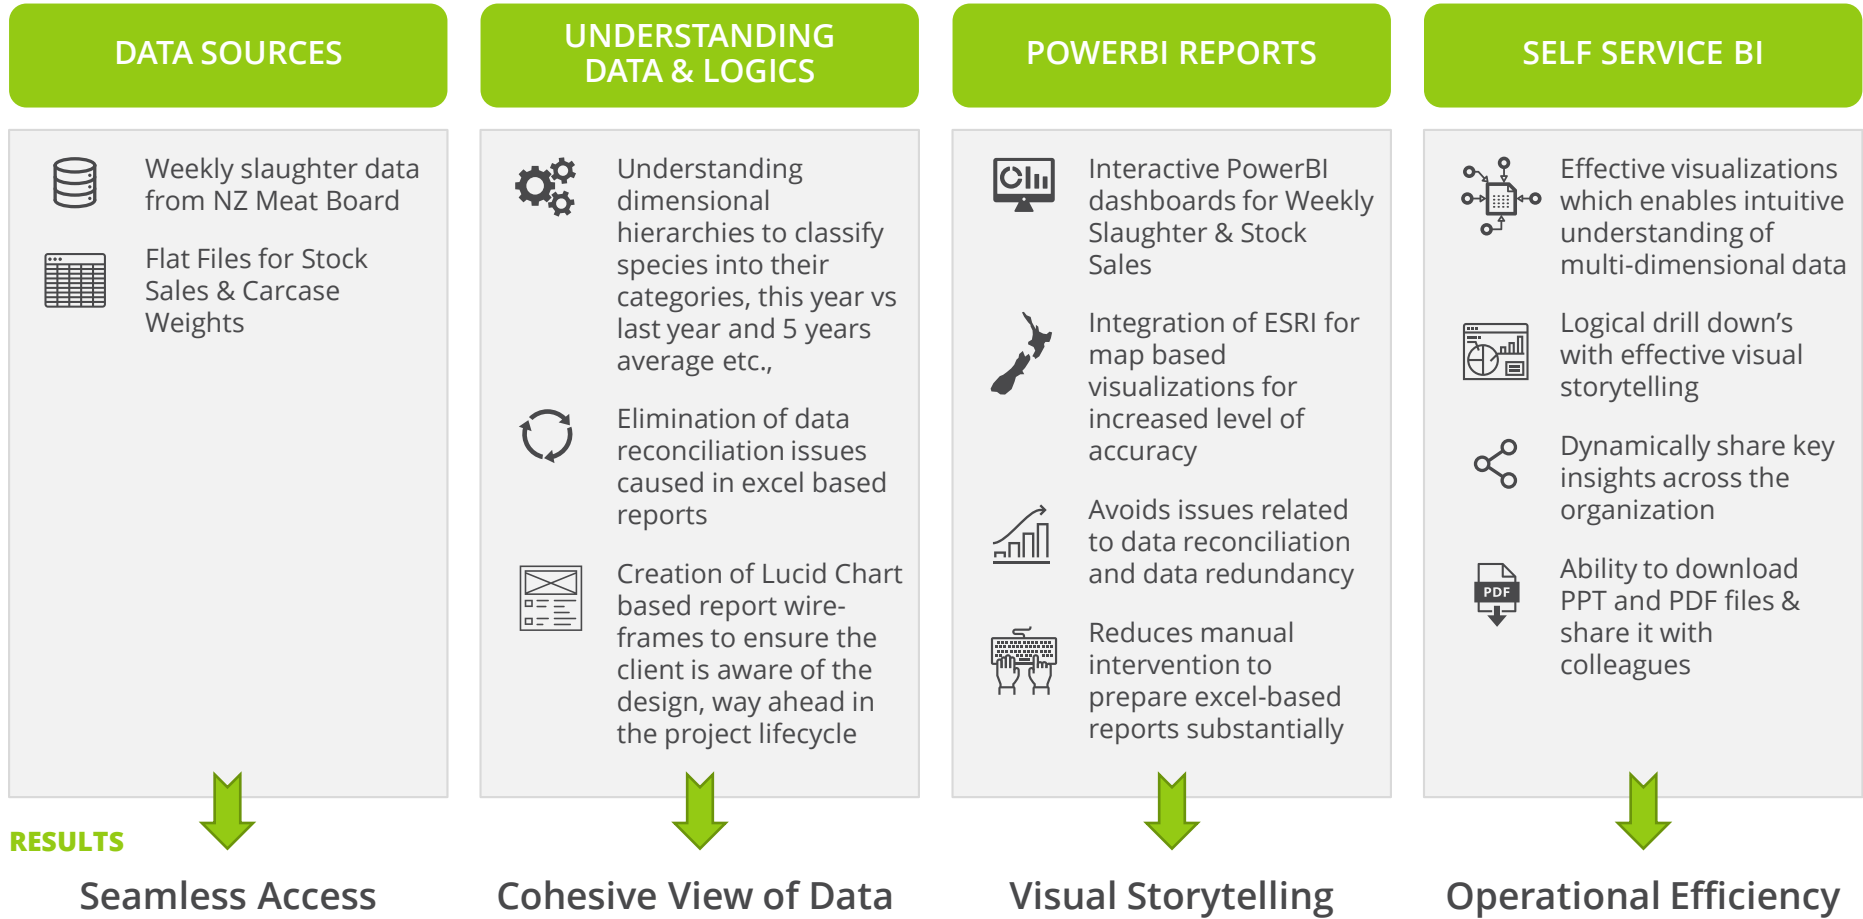 DATA SOURCES
Weekly slaughter data
from NZ Meat Board
Flat Files for Stock
Sales & Carcase
Weights
UNDERSTANDING
DATA & LOGICS
Understanding
dimensional
hierarchies to classify
species into their
categories, this year vs
last year and 5 years
average etc.,
Elimination of data
reconciliation issues
caused in excel based
reports
Creation of Lucid Chart
based report wire-
frames to ensure the
client is aware of the
design, way ahead in
the project lifecycle
POWERBI REPORTS
Interactive PowerBI
dashboards for Weekly
Slaughter & Stock
Sales
Integration of ESRI for
map based
visualizations for
increased level of
accuracy
Avoids issues related
to data reconciliation
and data redundancy
Reduces manual
intervention to
prepare excel-based
reports substantially
SELF SERVICE BI
Effective visualizations
which enables intuitive
understanding of
multi-dimensional data
Logical drill down’s
with effective visual
storytelling
Dynamically share key
insights across the
organization
PDF
Ability to download
PPT and PDF files &
share it with
colleagues
RESULTS
Seamless Access
Cohesive View of Data
Visual Storytelling
Operational Efficiency